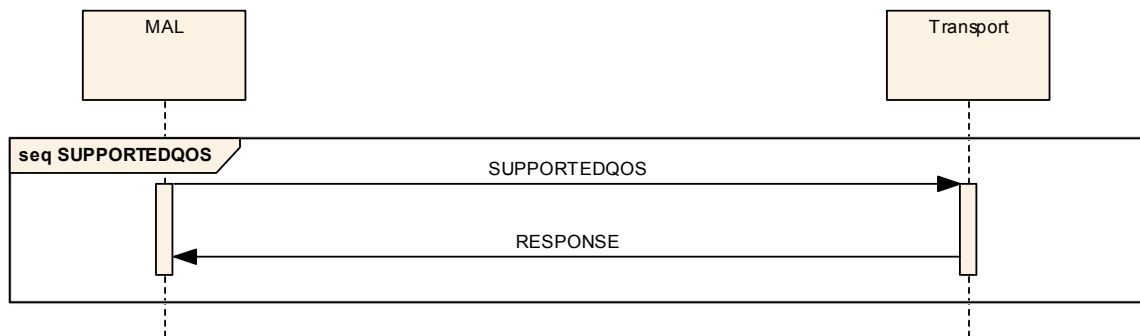 MAL
Transport
seq SUPPORTEDQOS
SUPPORTEDQOS
RESPONSE